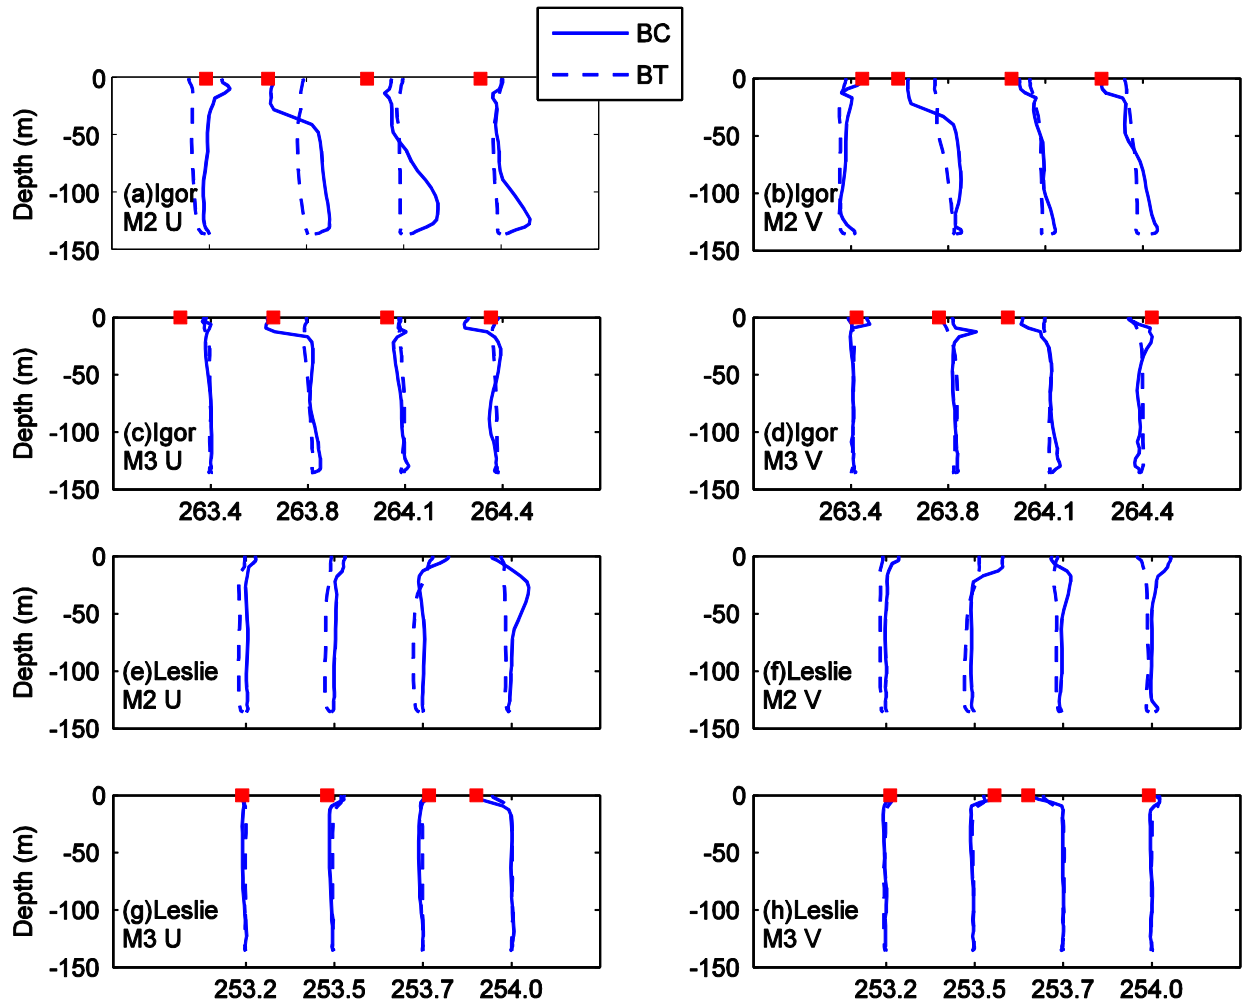 BC
BT
0
-50
-100
-150
Depth (m)
(a)Igor
M2 U
0
-50
-100
-150
(b)Igor
M2 V
0
-50
-100
-150
Depth (m)
(c)Igor
M3 U
263.4 263.8 264.1 264.4
0
-50
-100
-150
(d)Igor
M3 V
263.4 263.8 264.1 264.4
0
-50
-100
-150
Depth (m)
(e)Leslie
M2 U
0
-50
-100
-150
(f)Leslie
M2 V
0
-50
-100
-150
Depth (m)
(g)Leslie
M3 U
253.2 253.5 253.7 254.0
0
-50
-100
-150
(h)Leslie
M3 V
253.2 253.5 253.7 254.0